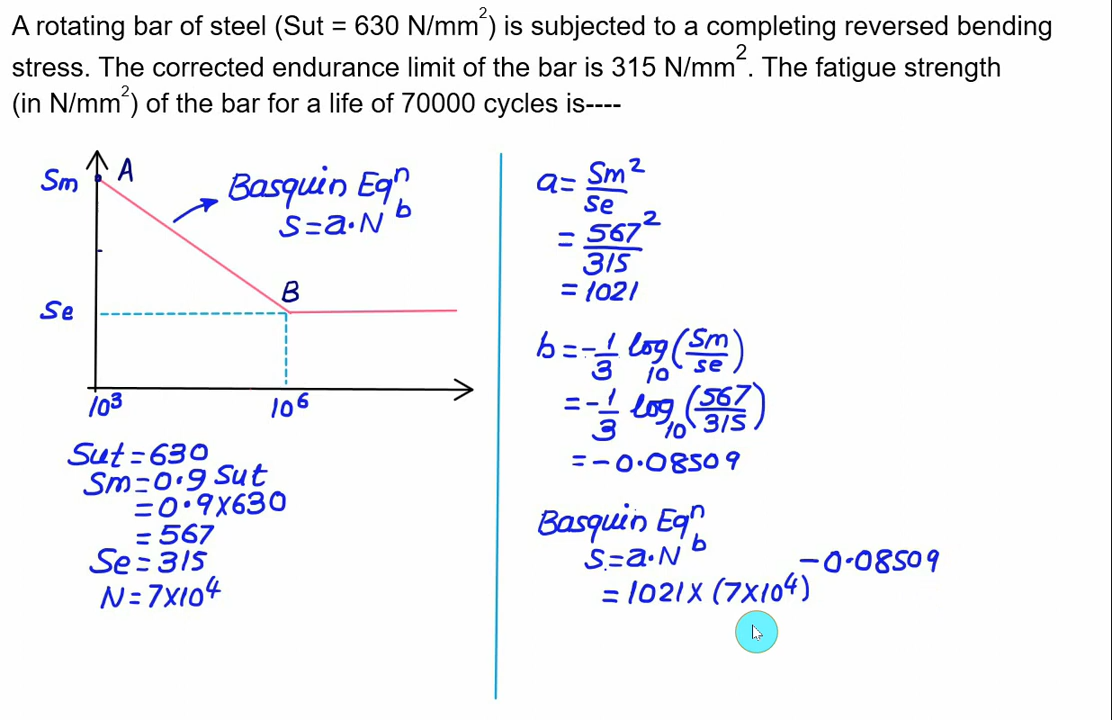 A rotating bar of steel (Sut = 630 N/mm²) is subjected to a completing reversed bending
stress. The corrected endurance limit of the bar is 315 N/mm². The fatigue strength
(in N/mm²) of the bar for a life of 70000 cycles is----
Sm
A
Basquin Eqⁿ
S=a·N^b
B
Se
10³
10⁶
Sut=630
Sm=0.9 Sut
=0.9X630
=567
Se=315
N=7X10⁴
a=Sm²/Se
=567²/315
=1021
b=-1/3 log₁₀(Sm/Se)
=-1/3 log₁₀(567/315)
=-0.08509
Basquin Eqⁿ
S=a·N^b
=1021X(7X10⁴)^-0.08509